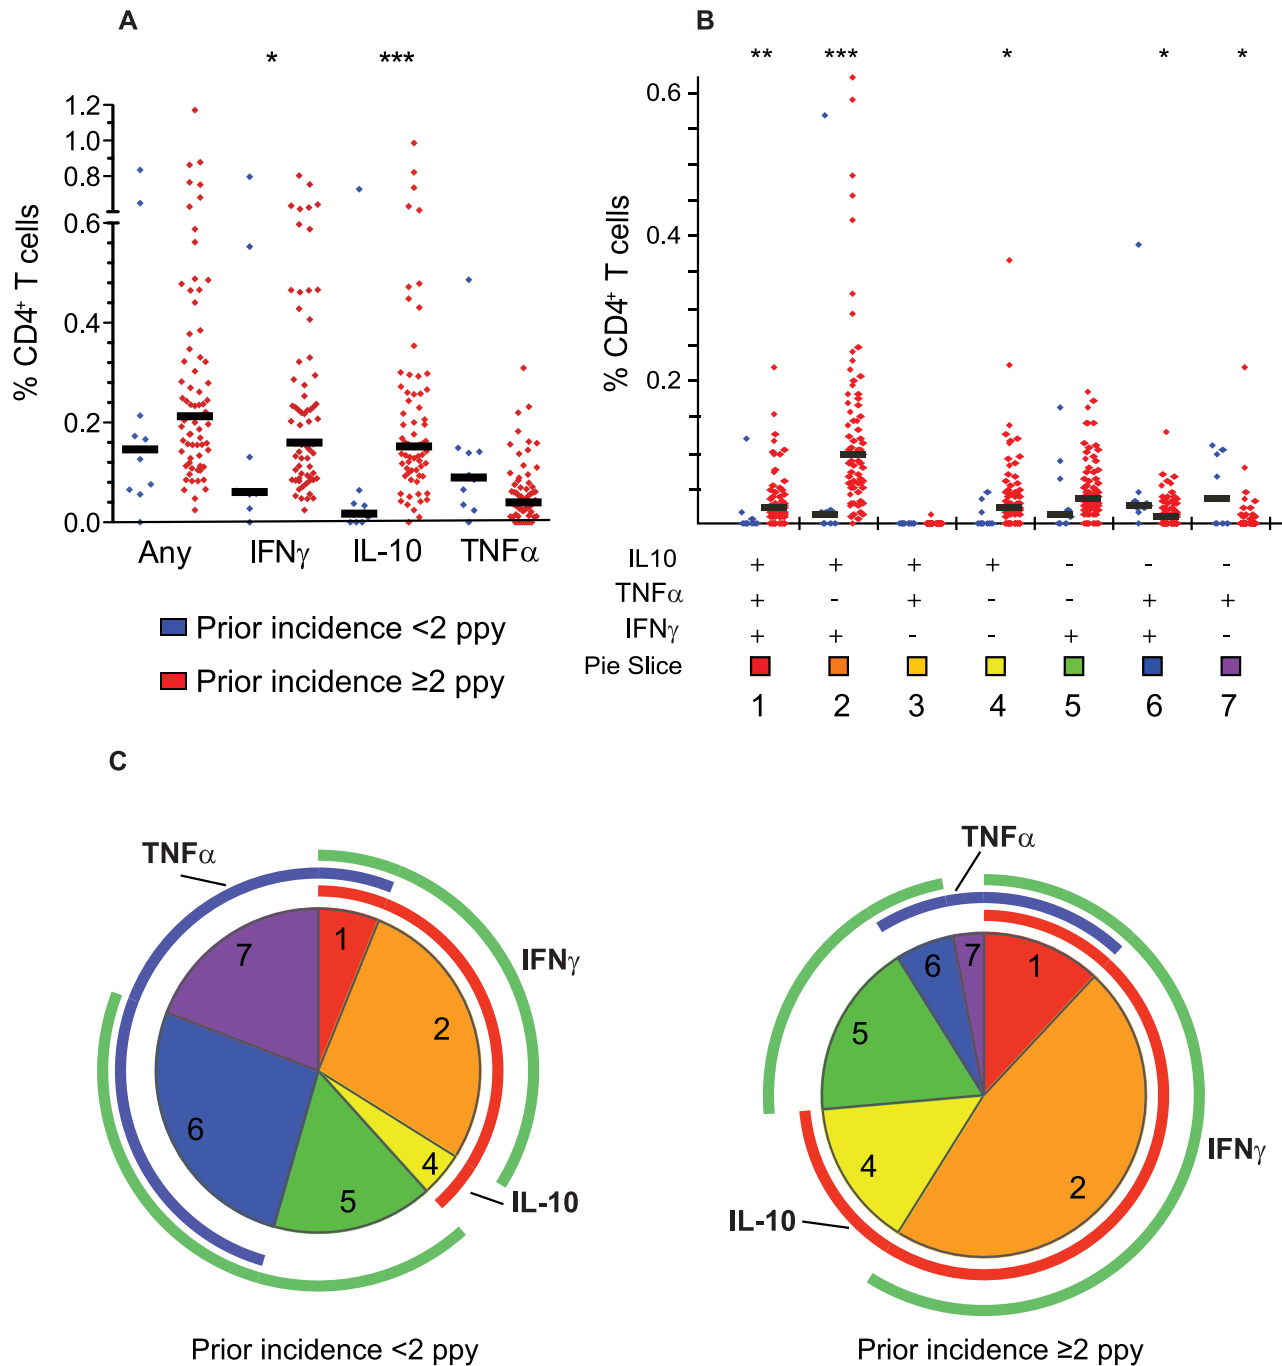 A
* ***
% CD4+ T cells
1.2
1.0
0.8
0.6
0.4
0.2
0.0
Any IFNγ IL-10 TNFα
Prior incidence <2 ppy
Prior incidence ≥2 ppy
B
** *** * * *
% CD4+ T cells
0.6
0.4
0.2
IL10 + + + + - - -
TNFα + - + - - + +
IFNγ + + - - + + -
Pie Slice
1 2 3 4 5 6 7
C
TNFα
IFNγ
IL-10
1
2
4
5
6
7
Prior incidence <2 ppy
TNFα
IFNγ
IL-10
1
2
4
5
6
7
Prior incidence ≥2 ppy